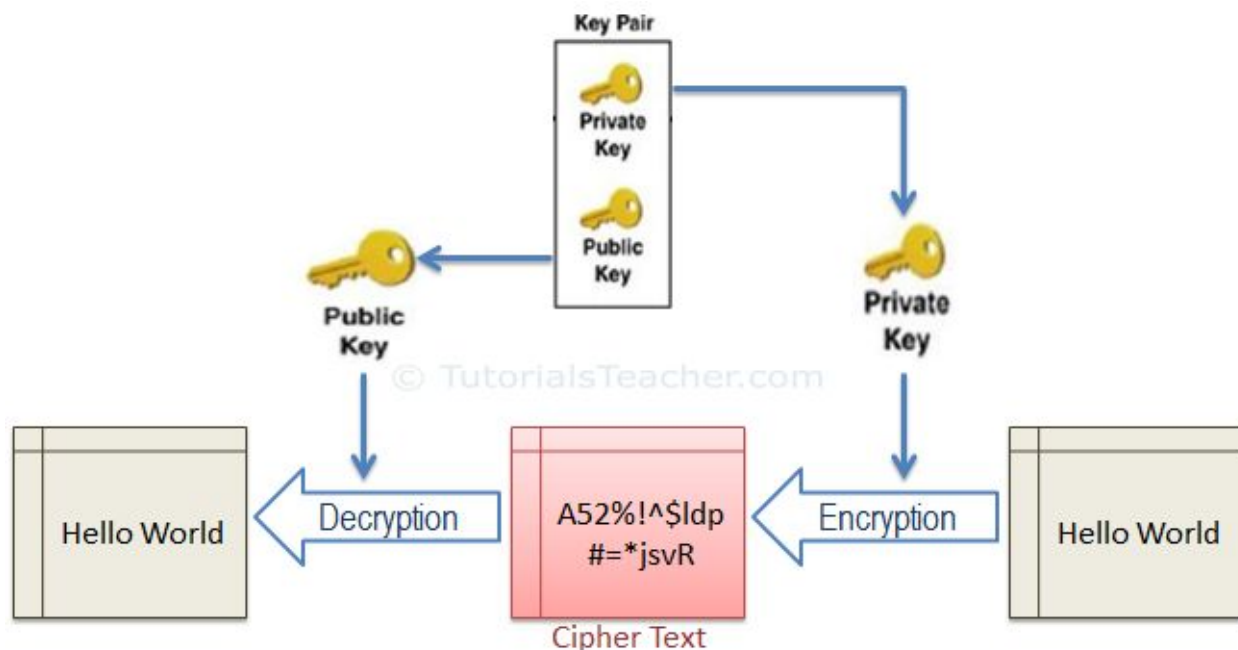 Key Pair
Private
Key
Public
Key
Public
Key
Private
Key
© TutorialsTeacher.com
Hello World
Decryption
A52%!^$ldp
#=*jsvR
Encryption
Hello World
Cipher Text